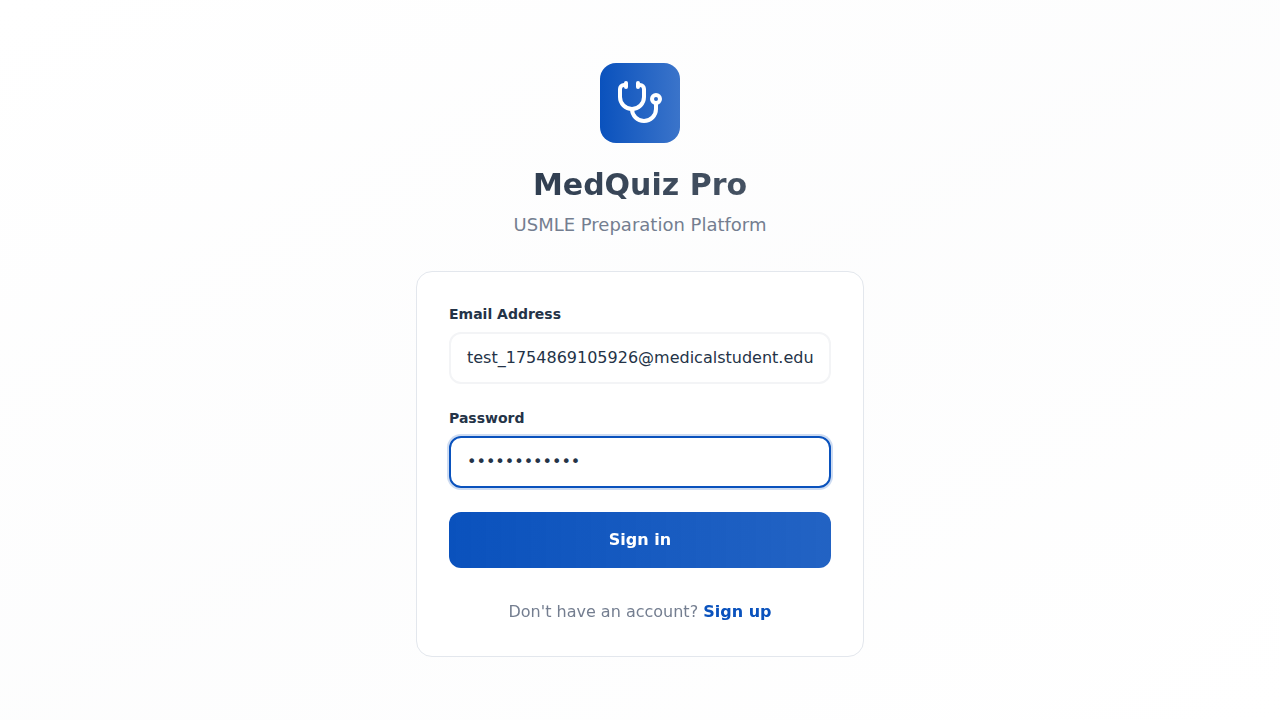 MedQuiz Pro
USMLE Preparation Platform
Email Address
test_1754869105926@medicalstudent.edu
Password
••••••••••••
Sign in
Don't have an account? Sign up